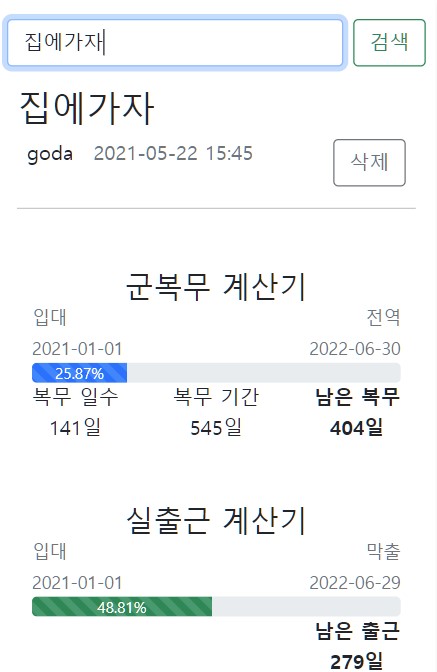 집에가자 검색
집에가자
goda 2021-05-22 15:45 삭제
군복무 계산기
입대 전역
2021-01-01 2022-06-30
25.87%
복무 일수 복무 기간 남은 복무
141일 545일 404일
실출근 계산기
입대 막출
2021-01-01 2022-06-29
48.81%
남은 출근
279일